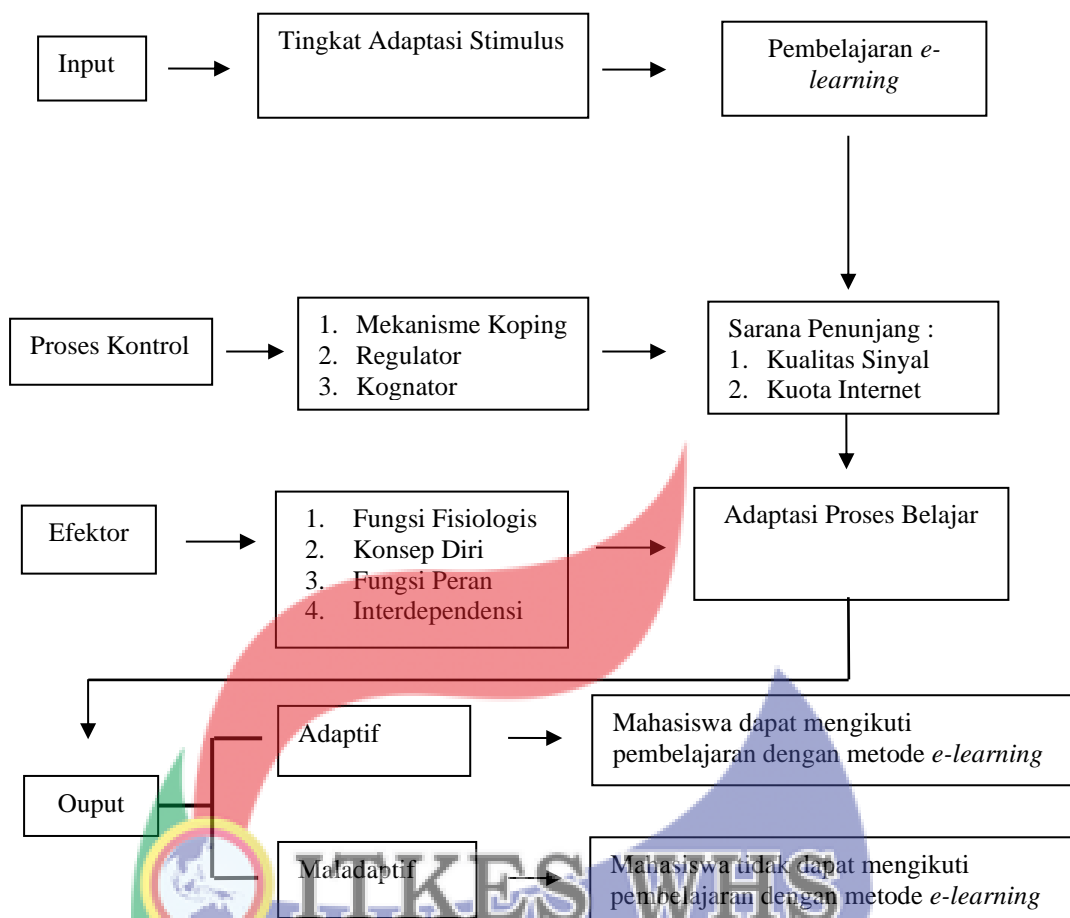 Input
Tingkat Adaptasi Stimulus
Pembelajaran e-
learning
Proses Kontrol
1. Mekanisme Koping
2. Regulator
3. Kognator
Sarana Penunjang :
1. Kualitas Sinyal
2. Kuota Internet
Efektor
1. Fungsi Fisiologis
2. Konsep Diri
3. Fungsi Peran
4. Interdependensi
Adaptasi Proses Belajar
Ouput
Adaptif
Mahasiswa dapat mengikuti
pembelajaran dengan metode e-learning
Maladaptif
Mahasiswa tidak dapat mengikuti
pembelajaran dengan metode e-learning
ITKES WHS